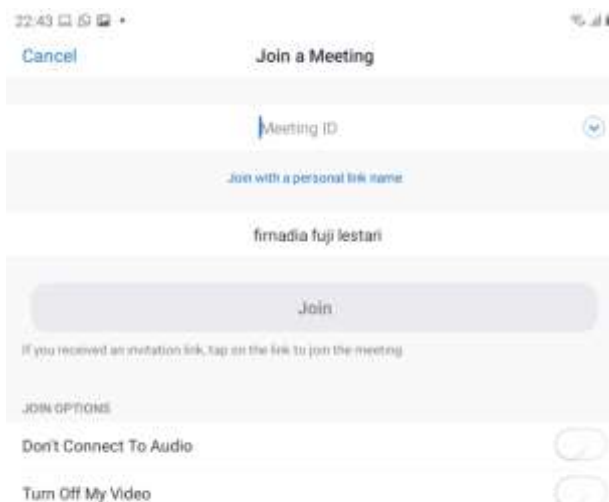 22:43
Cancel Join a Meeting
Meeting ID
Join with a personal link name
firnadia fuji lestari
Join
If you received an invitation link, tap on the link to join the meeting
JOIN OPTIONS
Don't Connect To Audio
Turn Off My Video